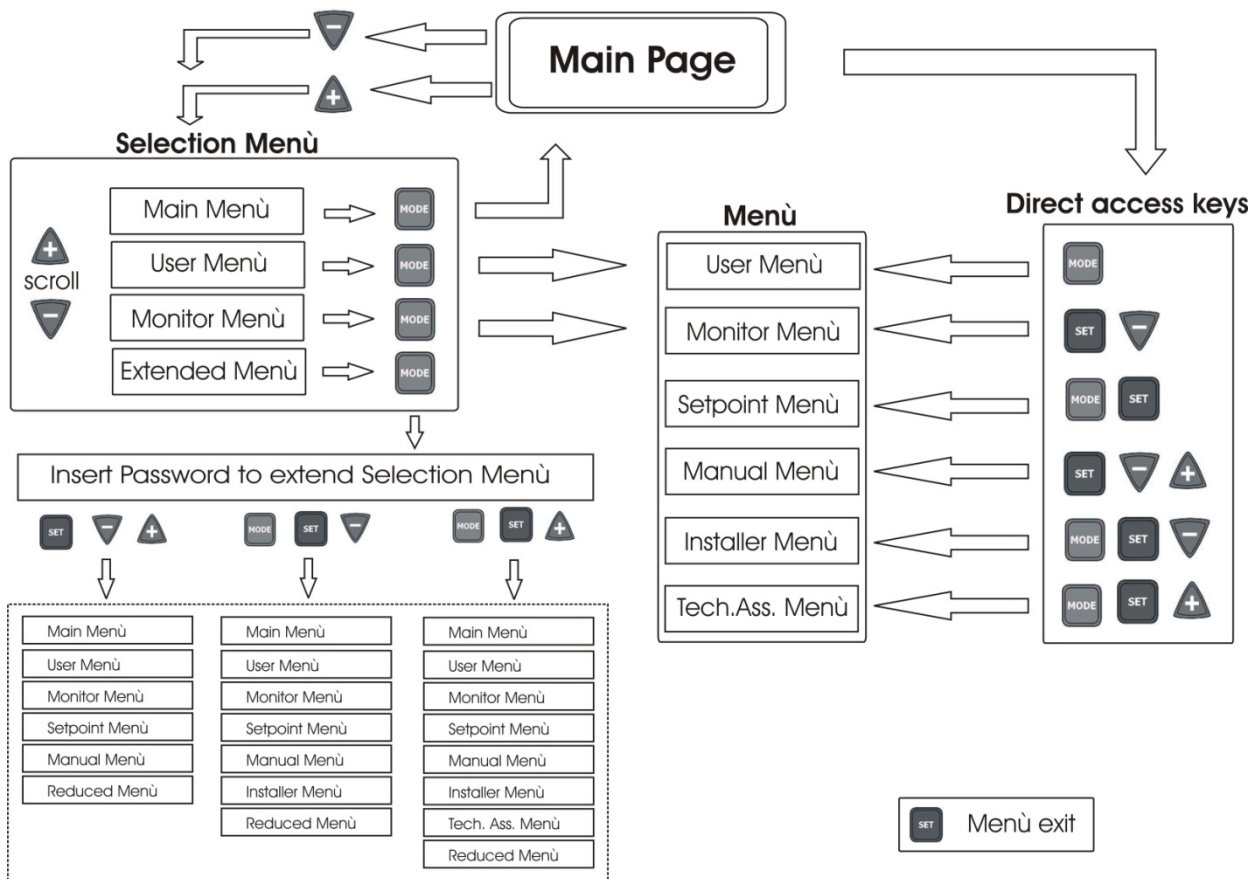 −
Main Page
+
Selection Menù
+
scroll
−
Main Menù
MODE
User Menù
MODE
Monitor Menù
MODE
Extended Menù
MODE
Insert Password to extend Selection Menù
SET − +
MODE SET −
MODE SET +
Main Menù
User Menù
Monitor Menù
Setpoint Menù
Manual Menù
Reduced Menù
Main Menù
User Menù
Monitor Menù
Setpoint Menù
Manual Menù
Installer Menù
Reduced Menù
Main Menù
User Menù
Monitor Menù
Setpoint Menù
Manual Menù
Installer Menù
Tech. Ass. Menù
Reduced Menù
Menù
User Menù
Monitor Menù
Setpoint Menù
Manual Menù
Installer Menù
Tech.Ass. Menù
Direct access keys
MODE
SET −
MODE SET
SET − +
MODE SET −
MODE SET +
SET Menù exit